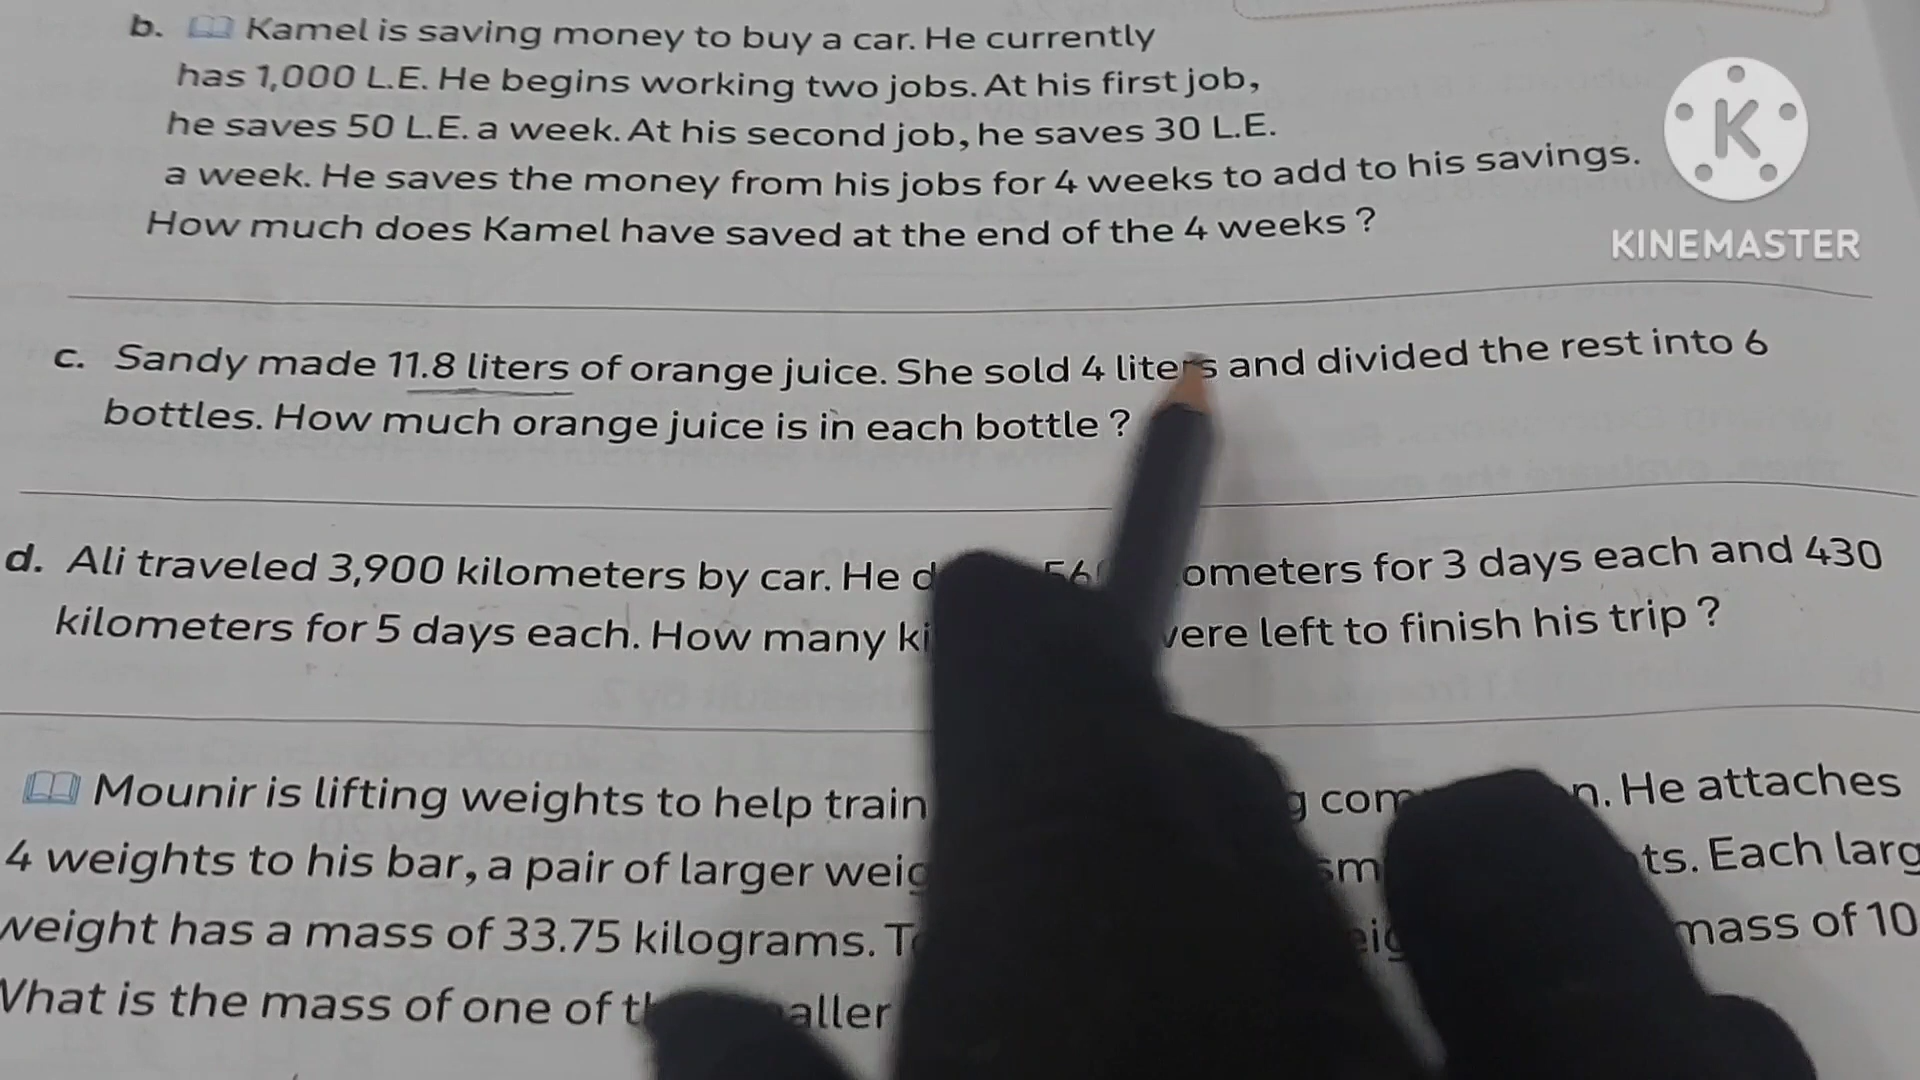 b. Kamel is saving money to buy a car. He currently
has 1,000 L.E. He begins working two jobs. At his first job,
he saves 50 L.E. a week. At his second job, he saves 30 L.E.
a week. He saves the money from his jobs for 4 weeks to add to his savings.
How much does Kamel have saved at the end of the 4 weeks ?
K
KINEMASTER
c. Sandy made 11.8 liters of orange juice. She sold 4 liters and divided the rest into 6
bottles. How much orange juice is in each bottle ?
d. Ali traveled 3,900 kilometers by car. He ometers for 3 days each and 430
kilometers for 5 days each. How many were left to finish his trip ?
Mounir is lifting weights to help train . He attaches
4 weights to his bar, a pair of larger Each larg
weight has a mass of 33.75 kilograms. mass of 10
What is the mass of one of aller